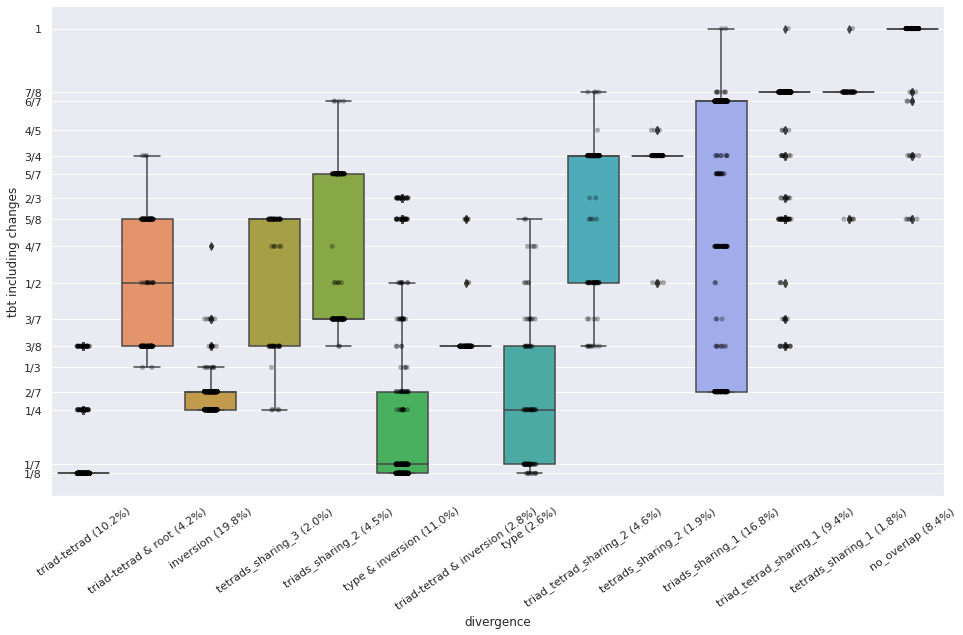 tbt including changes
1
7/8
6/7
4/5
3/4
5/7
2/3
5/8
4/7
1/2
3/7
3/8
1/3
2/7
1/4
1/7
1/8
triad-tetrad (10.2%)
triad-tetrad & root (4.2%)
inversion (19.8%)
tetrads_sharing_3 (2.0%)
triads_sharing_2 (4.5%)
type & inversion (11.0%)
triad-tetrad & inversion (2.8%)
type (2.6%)
triad_tetrad_sharing_2 (4.6%)
tetrads_sharing_2 (1.9%)
triads_sharing_1 (16.8%)
triad_tetrad_sharing_1 (9.4%)
tetrads_sharing_1 (1.8%)
no_overlap (8.4%)
divergence